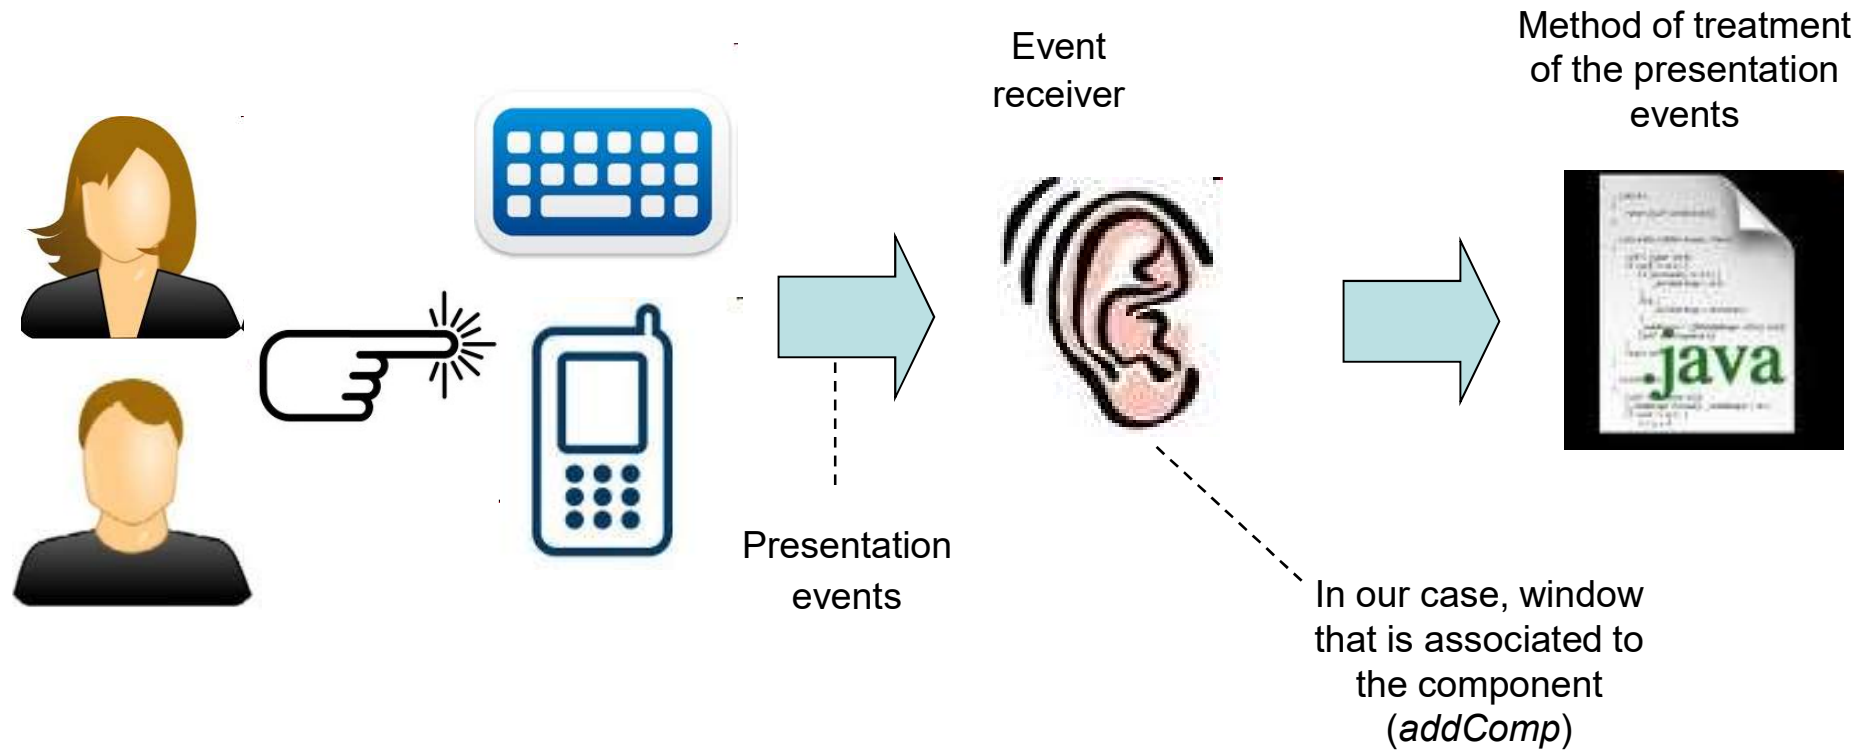 Event
receiver
Method of treatment
of the presentation
events
.java
Presentation
events
In our case, window
that is associated to
the component
(addComp)